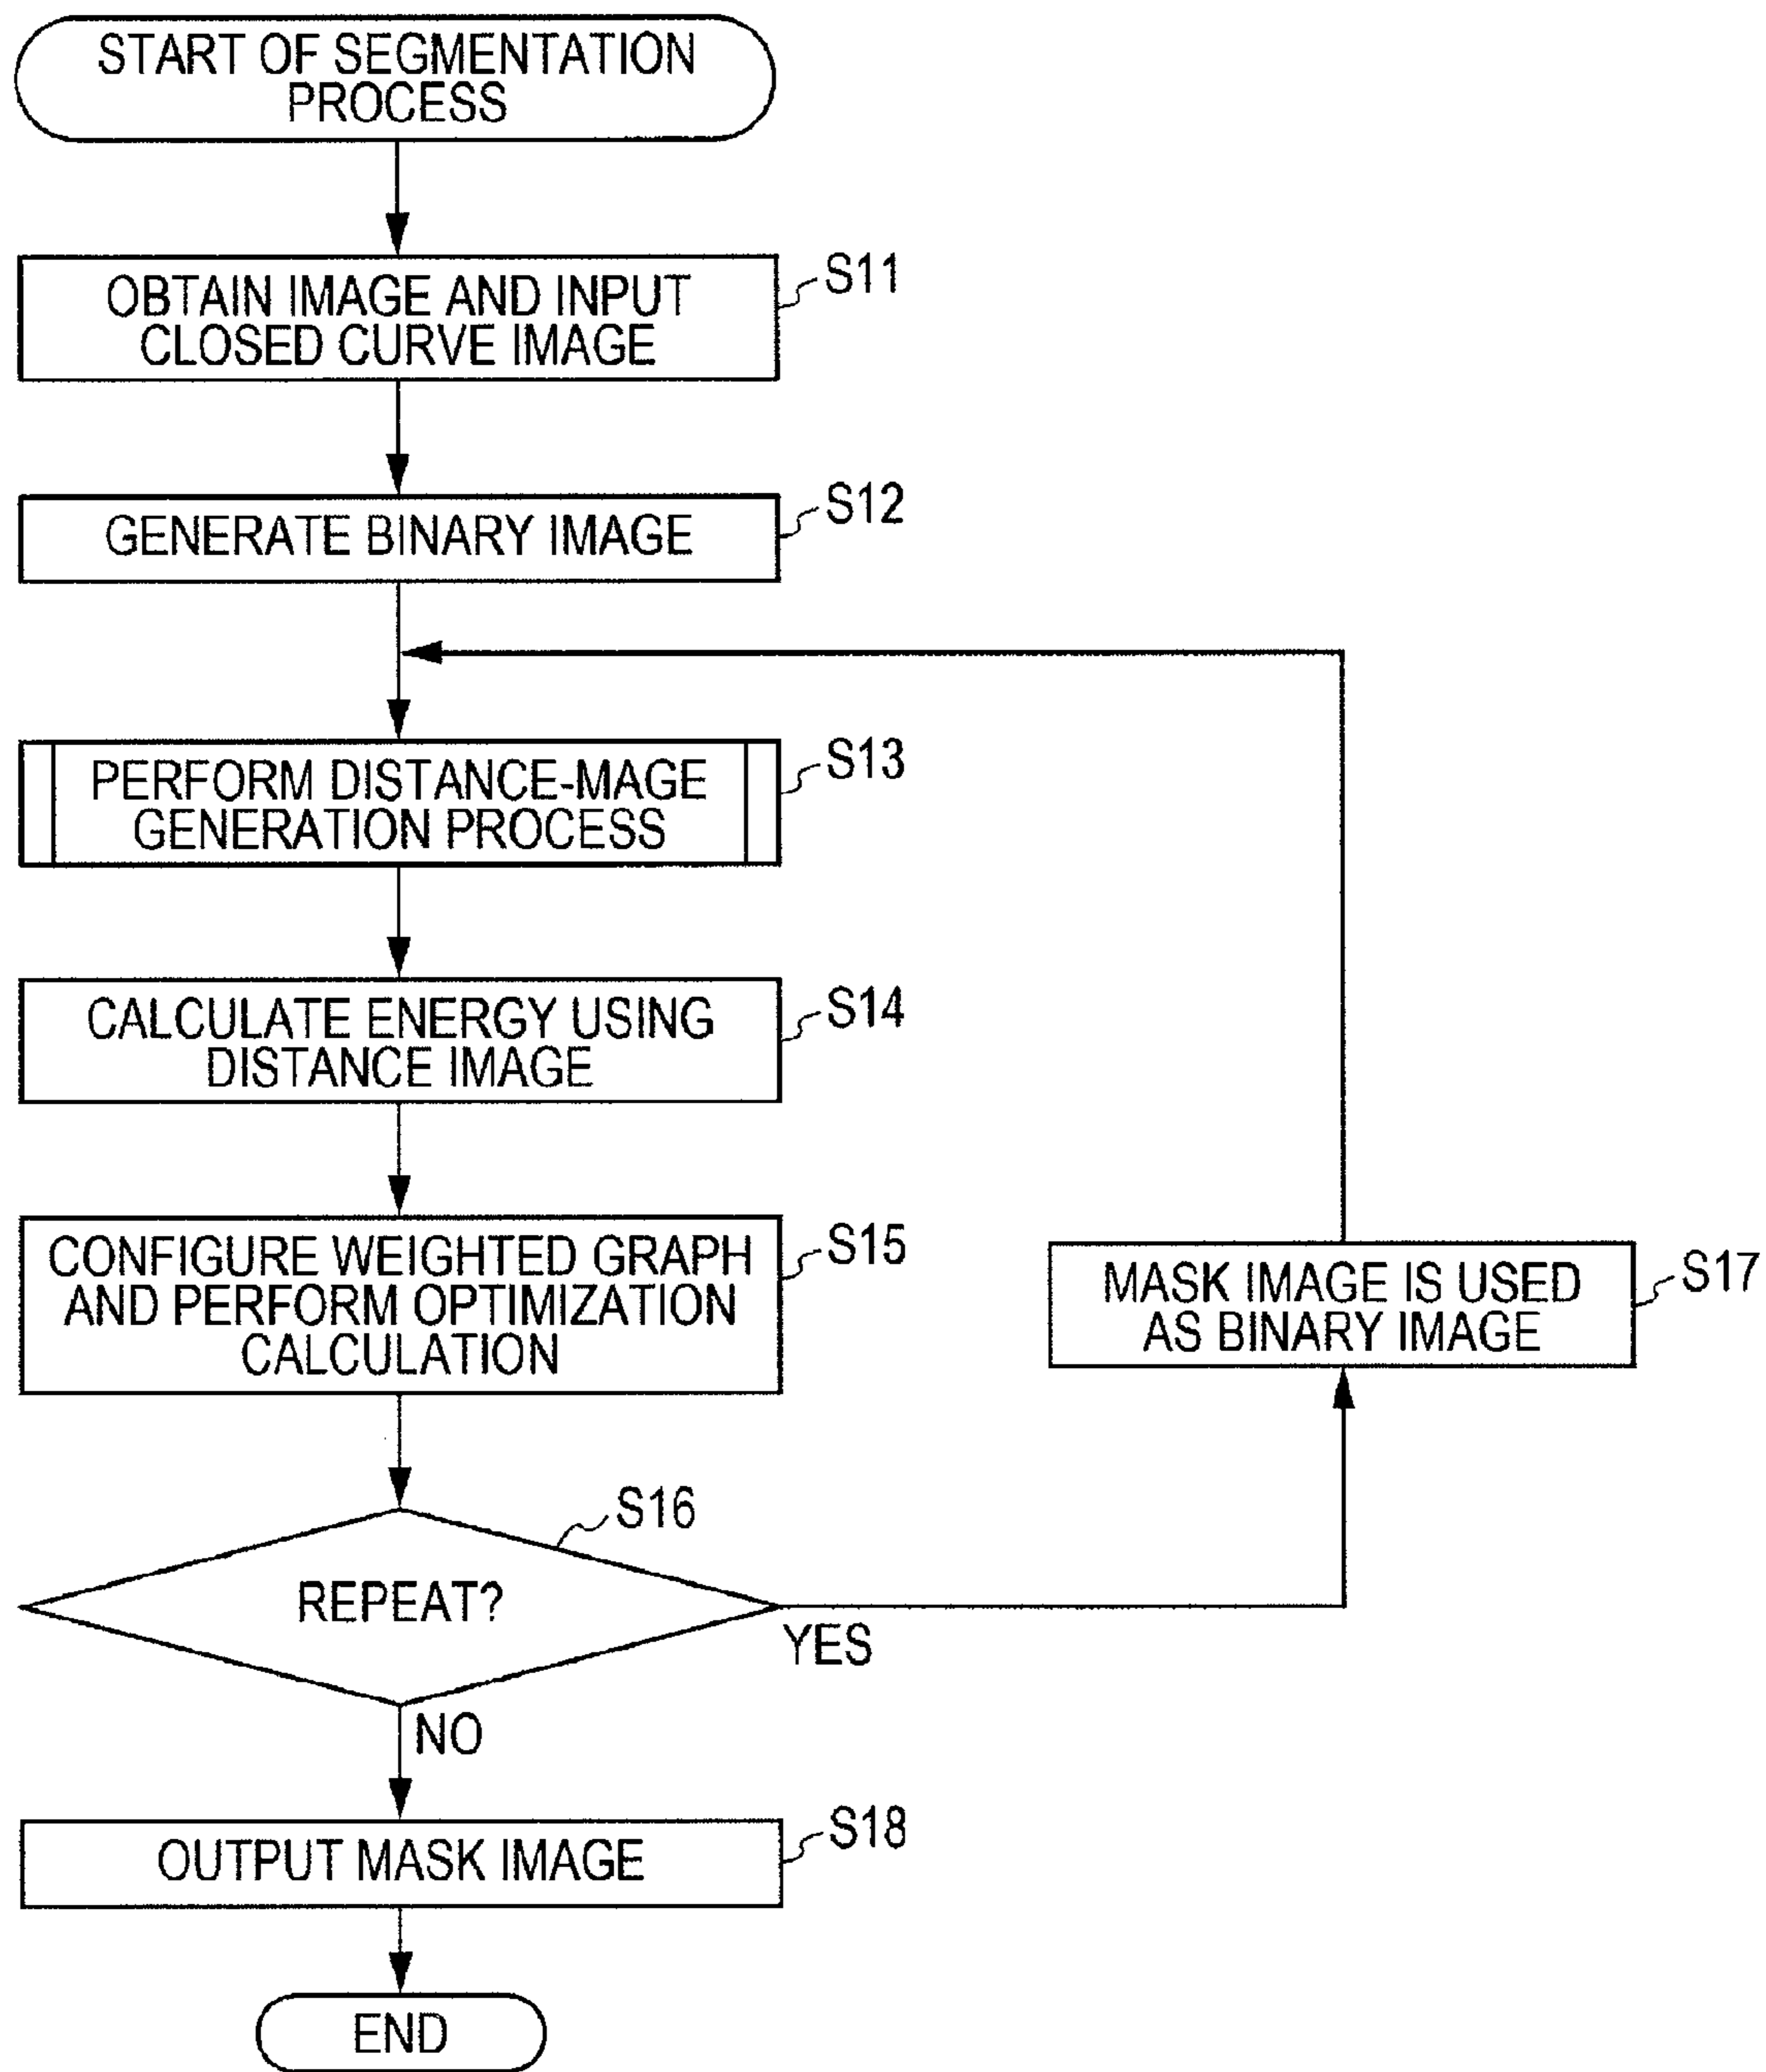 START OF SEGMENTATION
PROCESS
OBTAIN IMAGE AND INPUT
CLOSED CURVE IMAGE
S11
GENERATE BINARY IMAGE
S12
PERFORM DISTANCE-MAGE
GENERATION PROCESS
S13
CALCULATE ENERGY USING
DISTANCE IMAGE
S14
CONFIGURE WEIGHTED GRAPH
AND PERFORM OPTIMIZATION
CALCULATION
S15
MASK IMAGE IS USED
AS BINARY IMAGE
S17
S16
REPEAT?
YES
NO
OUTPUT MASK IMAGE
S18
END